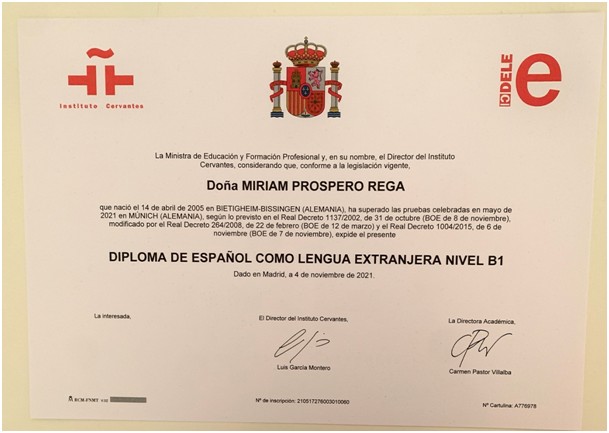 Instituto Cervantes
DELE
e
La Ministra de Educación y Formación Profesional y, en su nombre, el Director del Instituto
Cervantes, considerando que, conforme a la legislación vigente,
Doña MIRIAM PROSPERO REGA
que nació el 14 de abril de 2005 en BIETIGHEIM-BISSINGEN (ALEMANIA), ha superado las pruebas celebradas en mayo de
2021 en MÚNICH (ALEMANIA), según lo previsto en el Real Decreto 1137/2002, de 31 de octubre (BOE de 8 de noviembre),
modificado por el Real Decreto 264/2008, de 22 de febrero (BOE de 12 de marzo) y el Real Decreto 1004/2015, de 6 de
noviembre (BOE de 7 de noviembre), expide el presente
DIPLOMA DE ESPAÑOL COMO LENGUA EXTRANJERA NIVEL B1
Dado en Madrid, a 4 de noviembre de 2021.
La interesada,
El Director del Instituto Cervantes,
La Directora Académica,
Luis García Montero
Carmen Pastor Villalba
RCM-FNMT
Nº de inscripción: 210517276003010060
Nº Cartulina: A776978